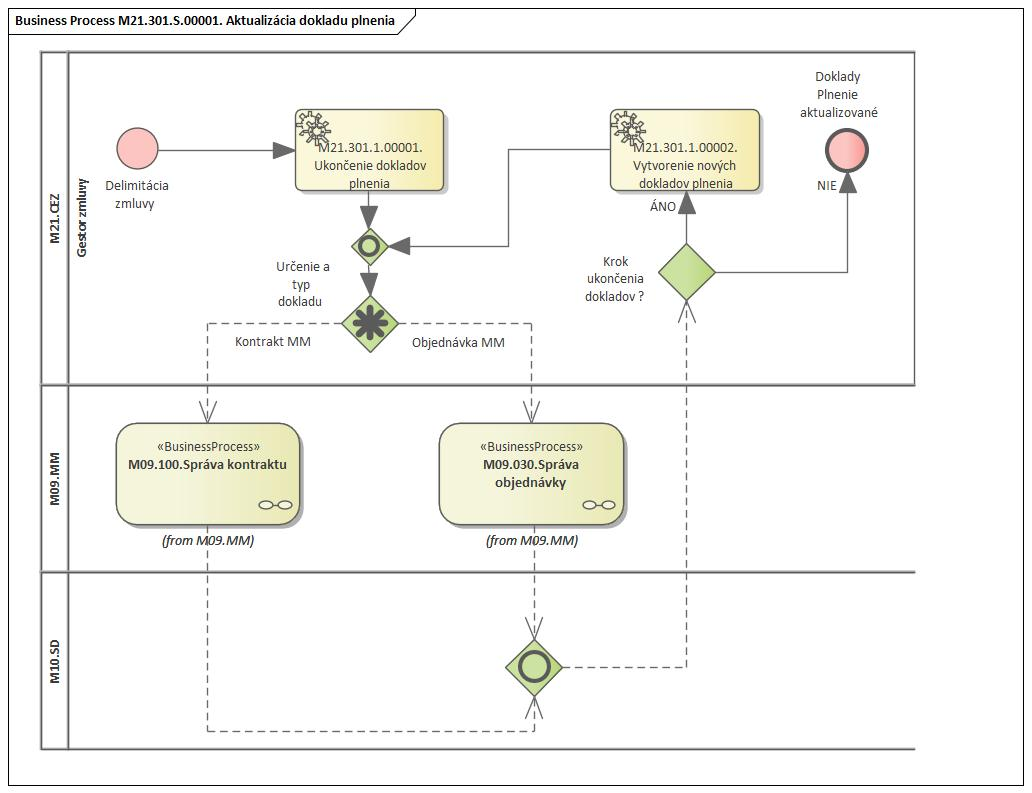 Business Process M21.301.S.00001. Aktualizácia dokladu plnenia
M21.CEZ
Gestor zmluvy
Delimitácia
zmluvy
M21.301.1.00001.
Ukončenie dokladov
plnenia
M21.301.1.00002.
Vytvorenie nových
dokladov plnenia
Doklady
Plnenie
aktualizované
NIE
ÁNO
Určenie a
typ
dokladu
Krok
ukončenia
dokladov ?
Kontrakt MM
Objednávka MM
M09.MM
«BusinessProcess»
M09.100.Správa kontraktu
(from M09.MM)
«BusinessProcess»
M09.030.Správa
objednávky
(from M09.MM)
M10.SD